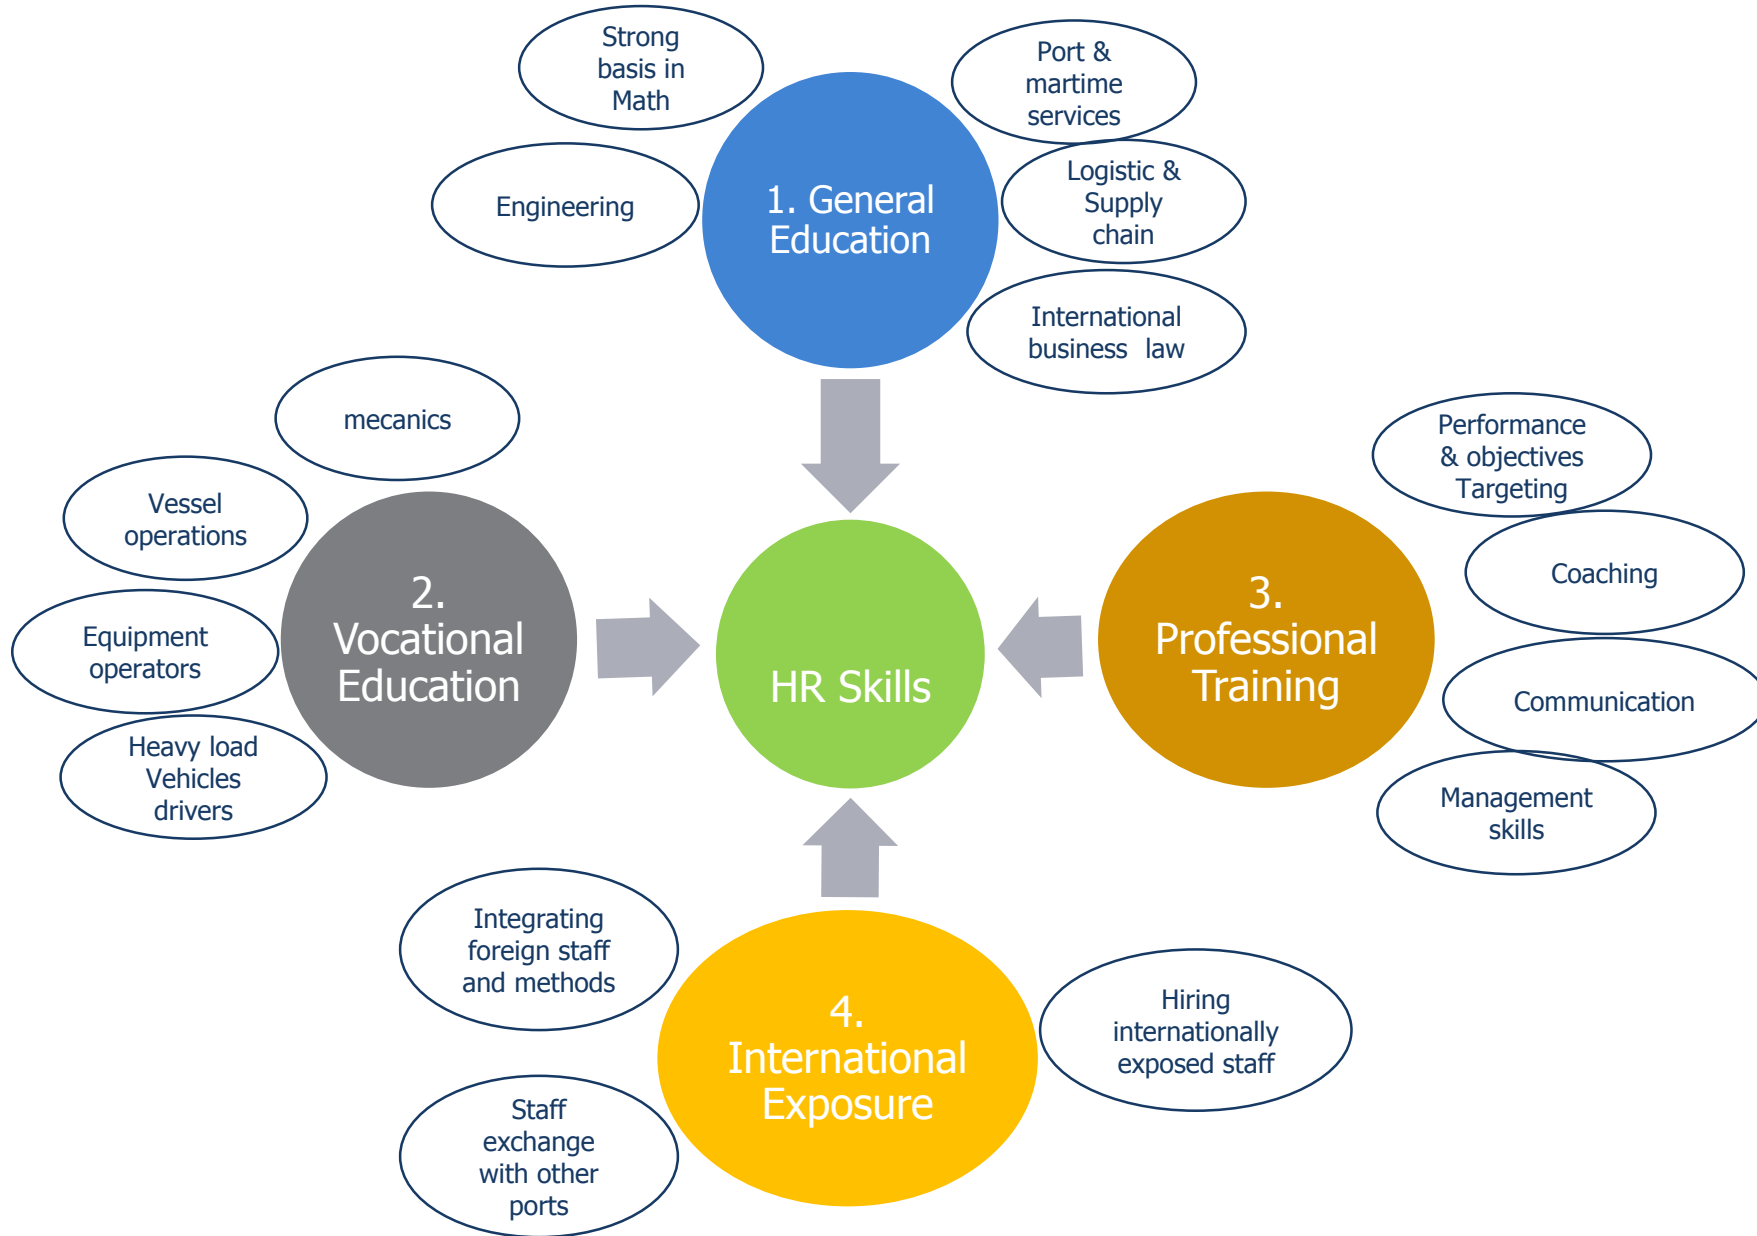 Strong
basis in
Math
Engineering
1. General
Education
Port &
martime
services
Logistic &
Supply
chain
International
business  law
mecanics
Vessel
operations
Equipment
operators
Heavy load
Vehicles
drivers
2.
Vocational
Education
HR Skills
3.
Professional
Training
Performance
& objectives
Targeting
Coaching
Communication
Management
skills
Integrating
foreign staff
and methods
Staff
exchange
with other
ports
4.
International
Exposure
Hiring
internationally
exposed staff